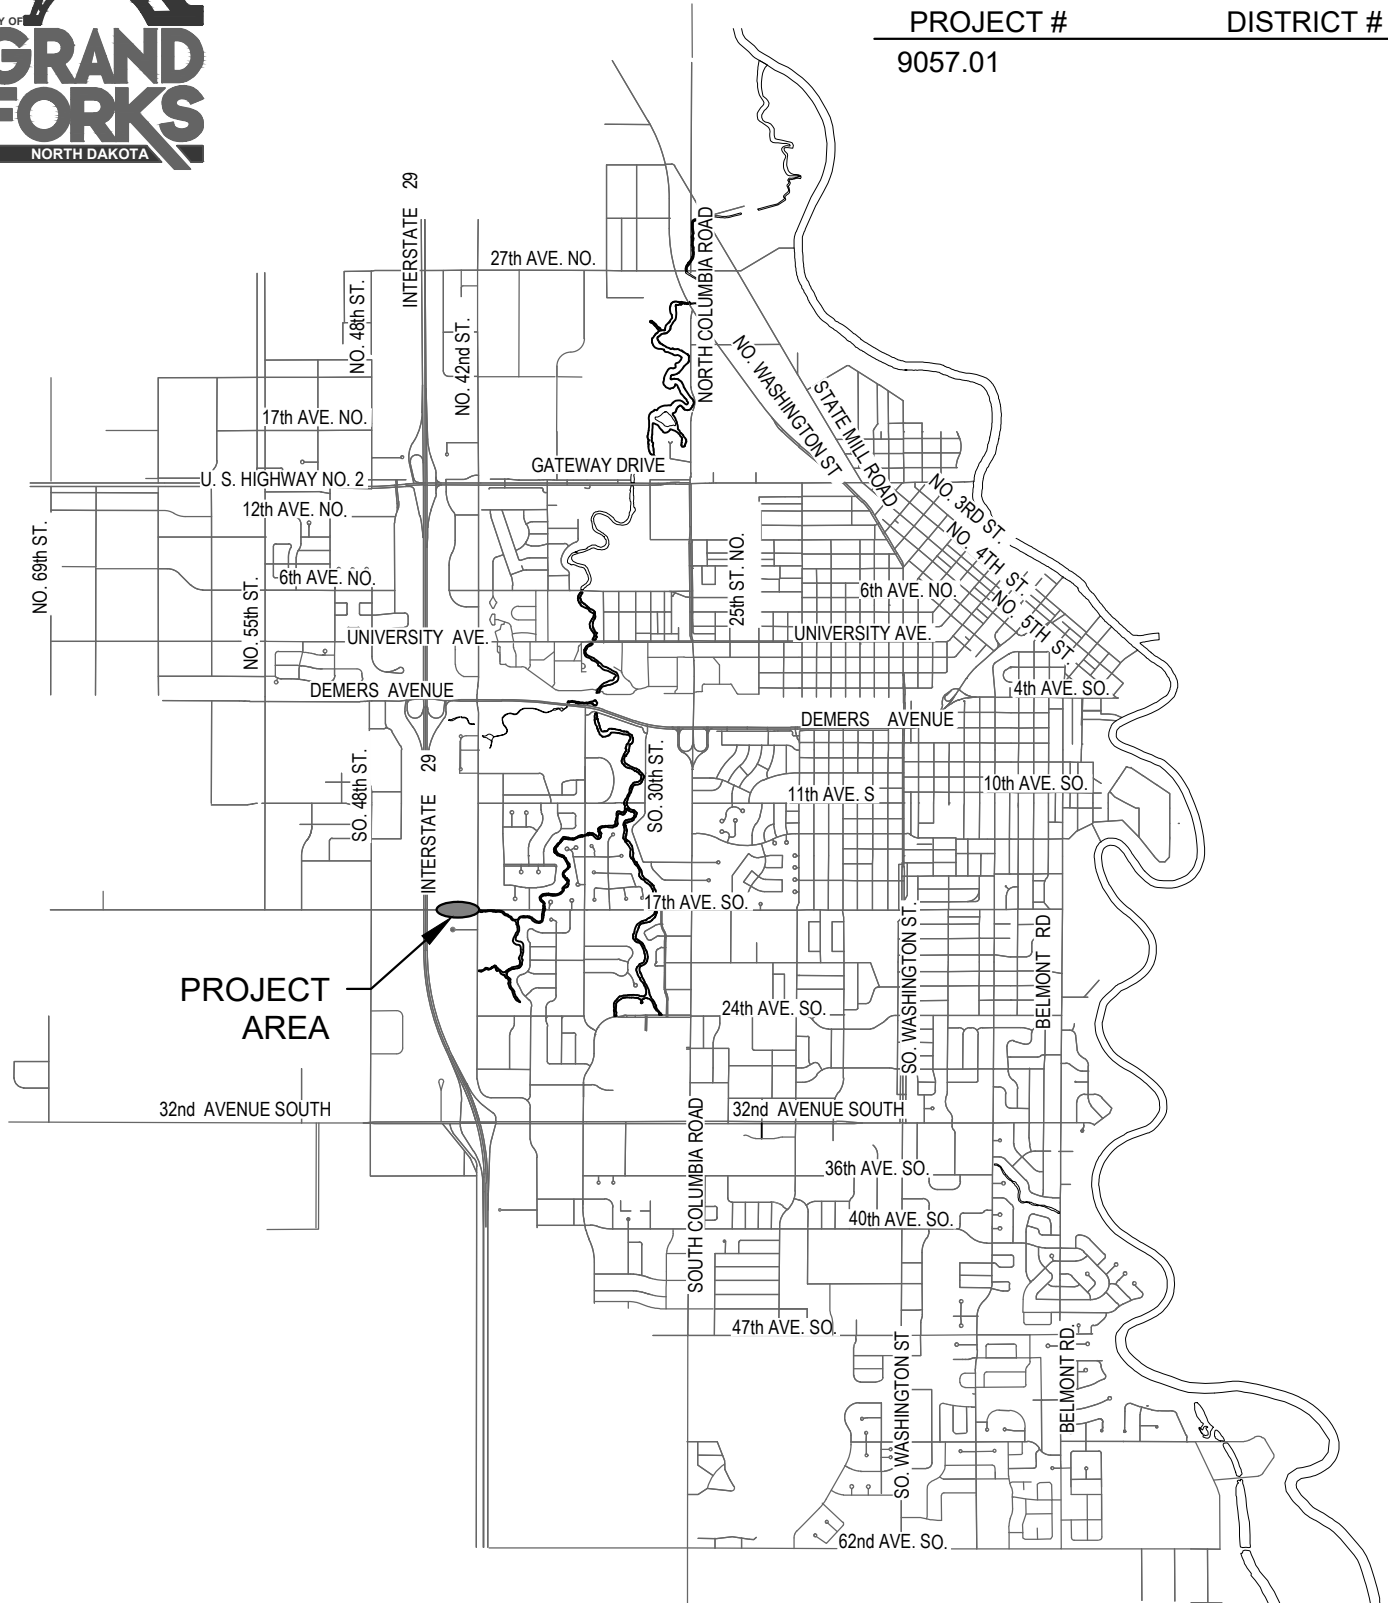 PROJECT # DISTRICT #
9057.01
GRAND
FORKS
NORTH DAKOTA
INTERSTATE 29
27th AVE. NO.
NORTH COLUMBIA ROAD
NO. 48th ST.
NO. 42nd ST.
NO. WASHINGTON ST
STATE MILL ROAD
17th AVE. NO.
GATEWAY DRIVE
U. S. HIGHWAY NO. 2
12th AVE. NO.
NO. 3RD ST.
NO. 4TH ST.
NO. 5TH ST.
NO. 69th ST.
NO. 55th ST.
6th AVE. NO.
25th ST. NO.
6th AVE. NO.
UNIVERSITY AVE.
UNIVERSITY AVE.
DEMERS AVENUE
4th AVE. SO.
DEMERS AVENUE
SO. 48th ST.
INTERSTATE 29
SO. 30th ST.
11th AVE. S
10th AVE. SO.
17th AVE. SO.
SO. WASHINGTON ST.
BELMONT RD
PROJECT
AREA
24th AVE. SO.
32nd AVENUE SOUTH
32nd AVENUE SOUTH
SOUTH COLUMBIA ROAD
36th AVE. SO.
40th AVE. SO.
47th AVE. SO.
SO. WASHINGTON ST
BELMONT RD.
62nd AVE. SO.